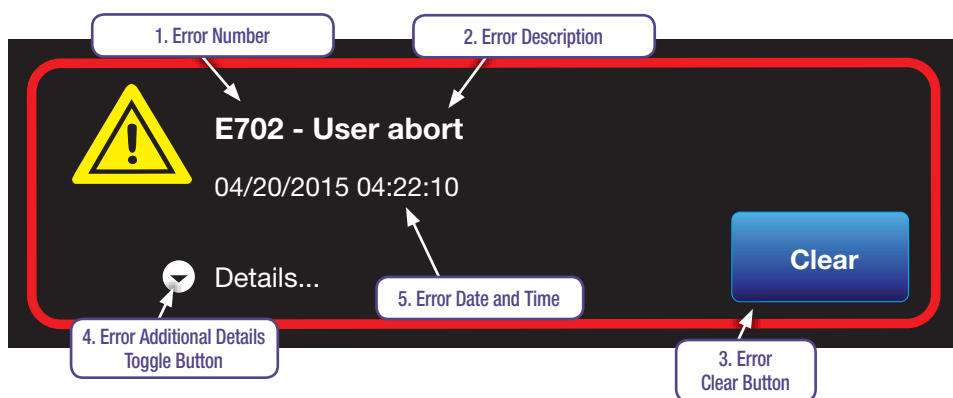 1. Error Number
2. Error Description
E702 - User abort
04/20/2015 04:22:10
Clear
Details...
5. Error Date and Time
4. Error Additional Details
Toggle Button
3. Error
Clear Button